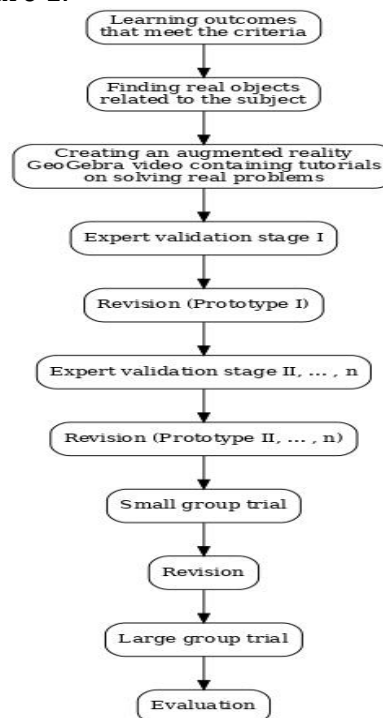 Learning outcomes
that meet the criteria
Finding real objects
related to the subject
Creating an augmented reality
GeoGebra video containing tutorials
on solving real problems
Expert validation stage I
Revision (Prototype I)
Expert validation stage II, ... , n
Revision (Prototype II, ... , n)
Small group trial
Revision
Large group trial
Evaluation